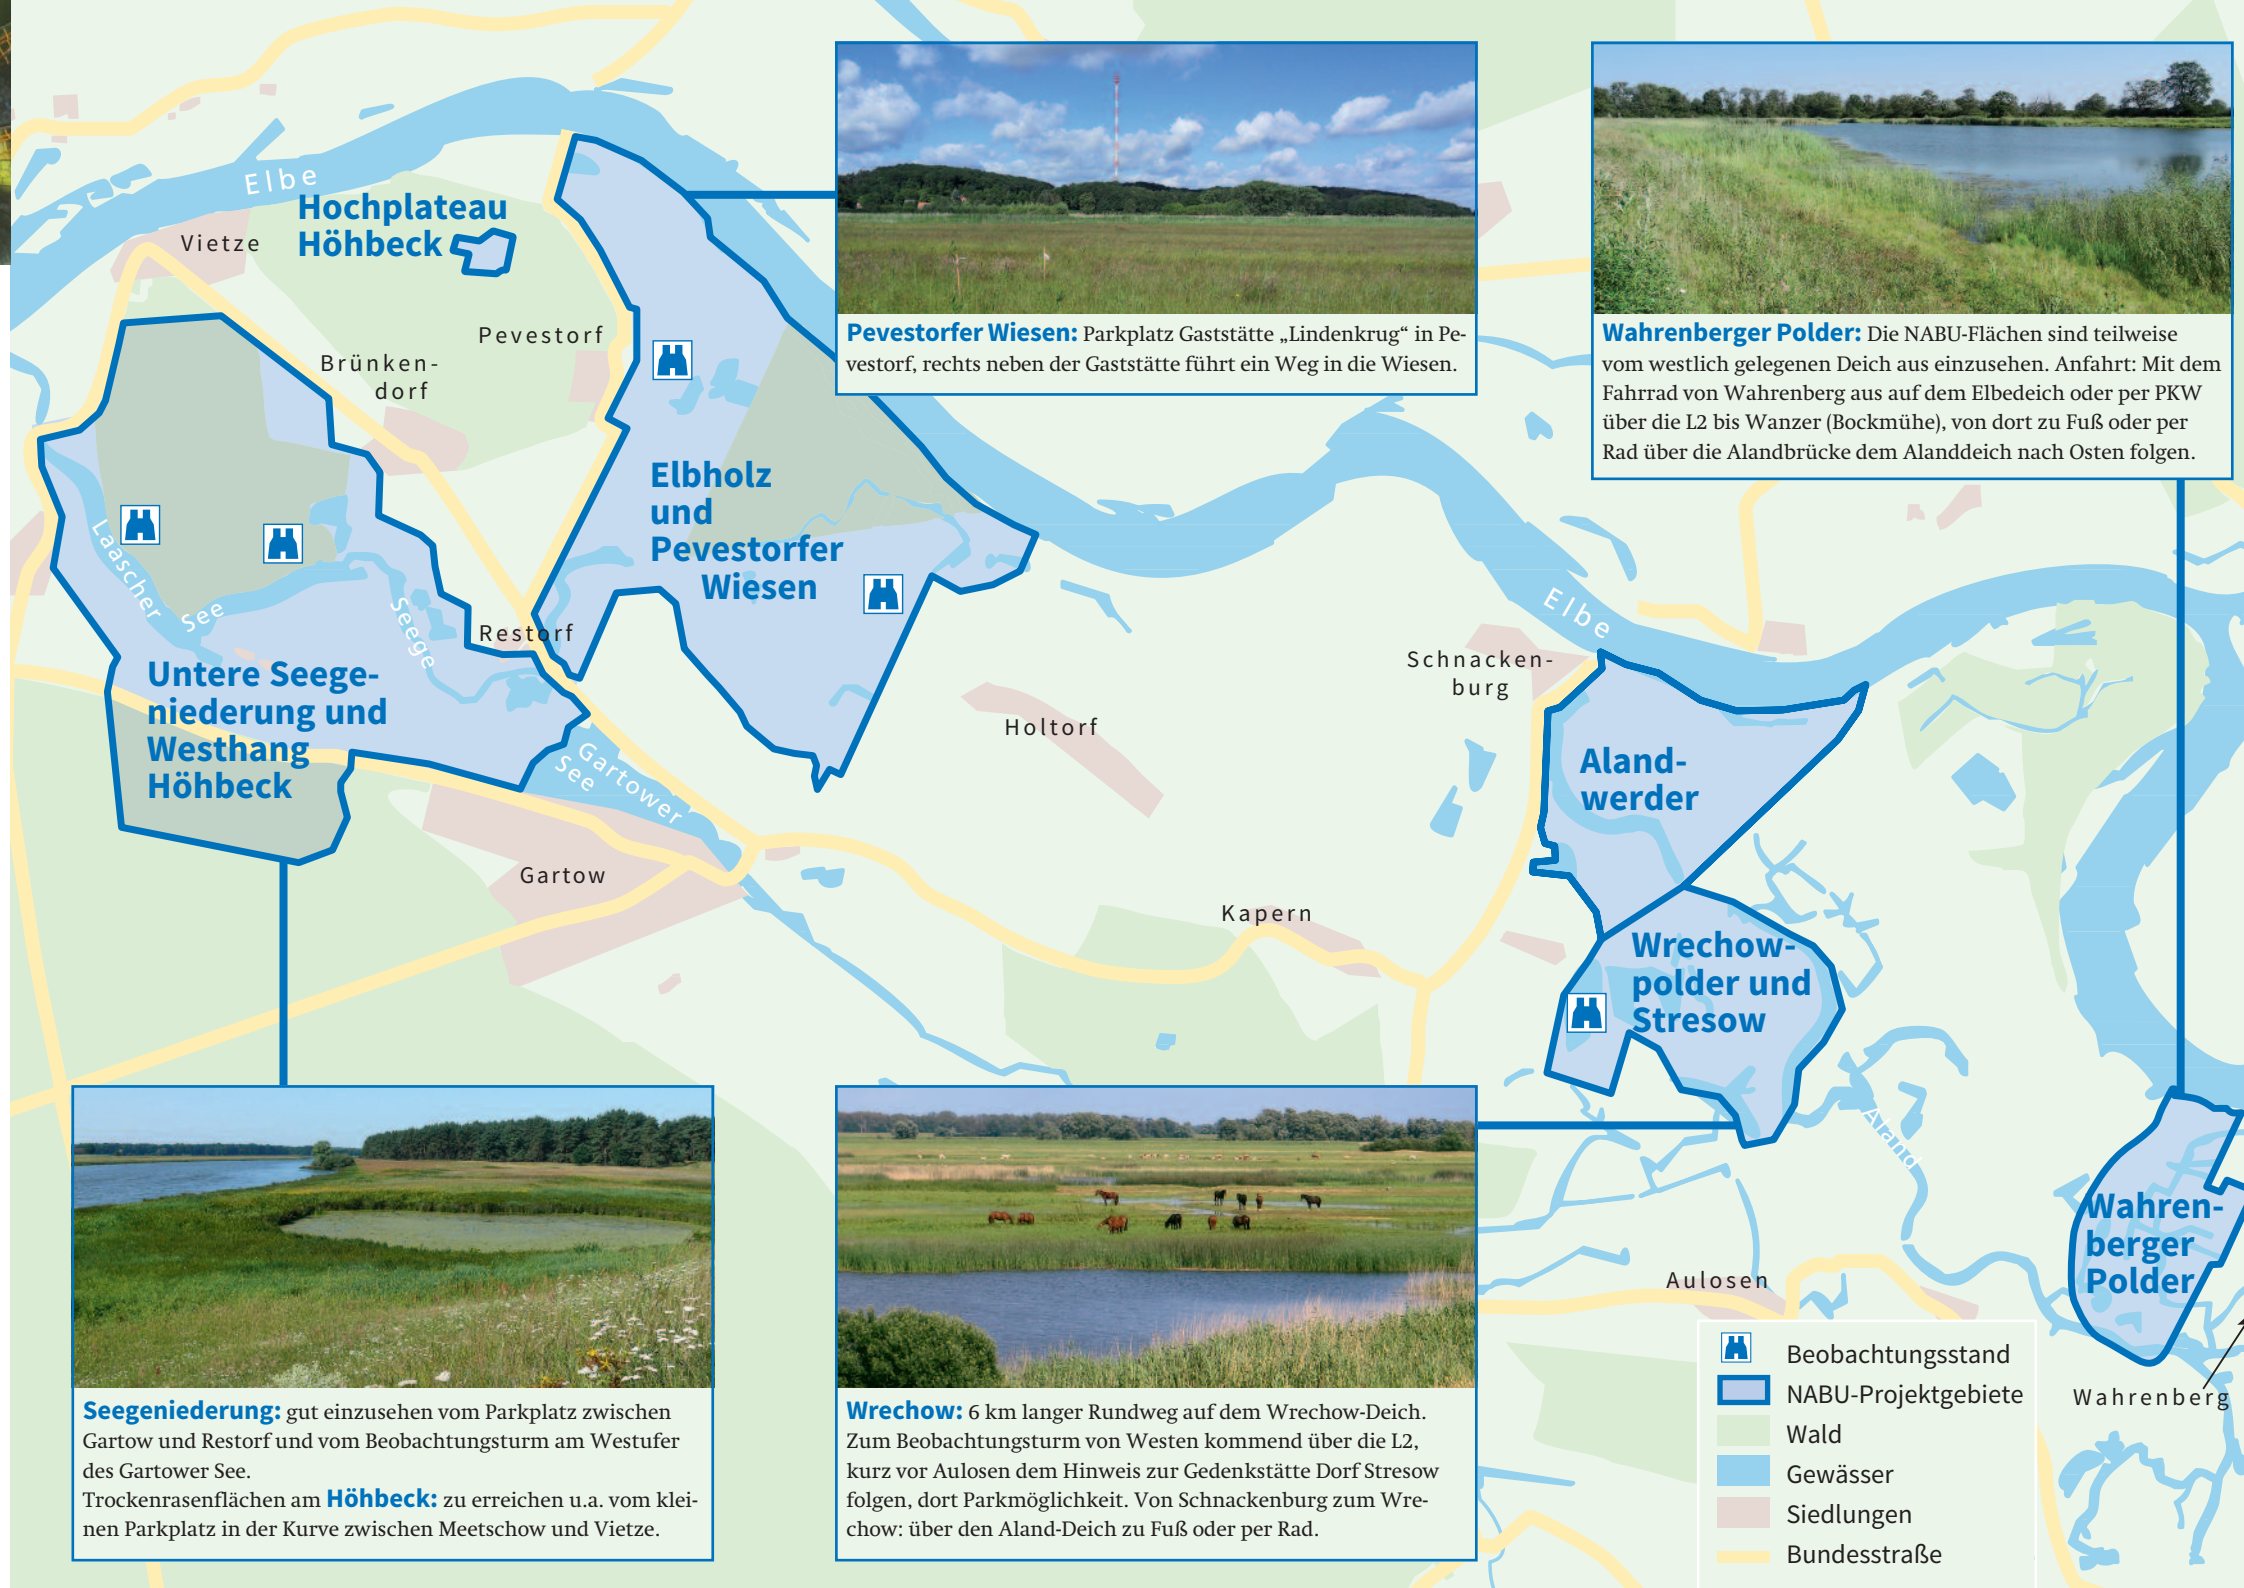 Elbe
Hochplateau
Höhbeck
Vietze
Pevestorf
Brünken-
dorf
Elbholz
und
Pevestorfer
Wiesen
Laascher
See
Seege
Restorf
Untere Seege-
niederung und
Westhang
Höhbeck
Gartower
See
Gartow
Holtorf
Kapern
Schnacken-
burg
Elbe
Aland-
werder
Wrechow-
polder und
Stresow
Aland
Aulosen
Wahren-
berger
Polder
Wahrenberg
Pevestorfer Wiesen: Parkplatz Gaststätte „Lindenkrug“ in Pe-
vestorf, rechts neben der Gaststätte führt ein Weg in die Wiesen.
Wahrenberger Polder: Die NABU-Flächen sind teilweise
vom westlich gelegenen Deich aus einzusehen. Anfahrt: Mit dem
Fahrrad von Wahrenberg aus auf dem Elbedeich oder per PKW
über die L2 bis Wanzer (Bockmühe), von dort zu Fuß oder per
Rad über die Alandbrücke dem Alanddeich nach Osten folgen.
Seegeniederung: gut einzusehen vom Parkplatz zwischen
Gartow und Restorf und vom Beobachtungsturm am Westufer
des Gartower See.
Trockenrasenflächen am Höhbeck: zu erreichen u.a. vom klei-
nen Parkplatz in der Kurve zwischen Meetschow und Vietze.
Wrechow: 6 km langer Rundweg auf dem Wrechow-Deich.
Zum Beobachtungsturm von Westen kommend über die L2,
kurz vor Aulosen dem Hinweis zur Gedenkstätte Dorf Stresow
folgen, dort Parkmöglichkeit. Von Schnackenburg zum Wre-
chow: über den Aland-Deich zu Fuß oder per Rad.
Beobachtungsstand
NABU-Projektgebiete
Wald
Gewässer
Siedlungen
Bundesstraße